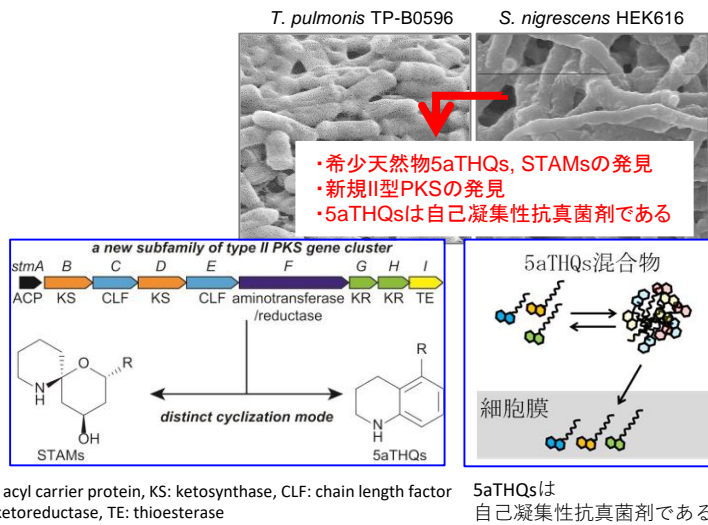 T. pulmonis TP-B0596
S. nigrescens HEK616
・希少天然物5aTHQs, STAMsの発見
・新規II型PKSの発見
・5aTHQsは自己凝集性抗真菌剤である
a new subfamily of type II PKS gene cluster
stmA B C D E F G H I
ACP KS CLF KS CLF aminotransferase KR KR TE
/reductase
O
R
N
H
OH
STAMs
distinct cyclization mode
R
N
H
5aTHQs
5aTHQs混合物
細胞膜
acyl carrier protein, KS: ketosynthase, CLF: chain length factor
ketoreductase, TE: thioesterase
5aTHQsは
自己凝集性抗真菌剤である